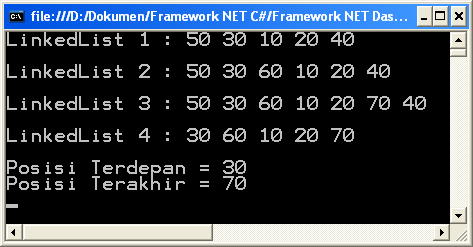 file:///D:/Dokumen/Framework NET C#/Framework NET Das...
LinkedList 1 : 50 30 10 20 40
LinkedList 2 : 50 30 60 10 20 40
LinkedList 3 : 50 30 60 10 20 70 40
LinkedList 4 : 30 60 10 20 70
Posisi Terdepan = 30
Posisi Terakhir = 70